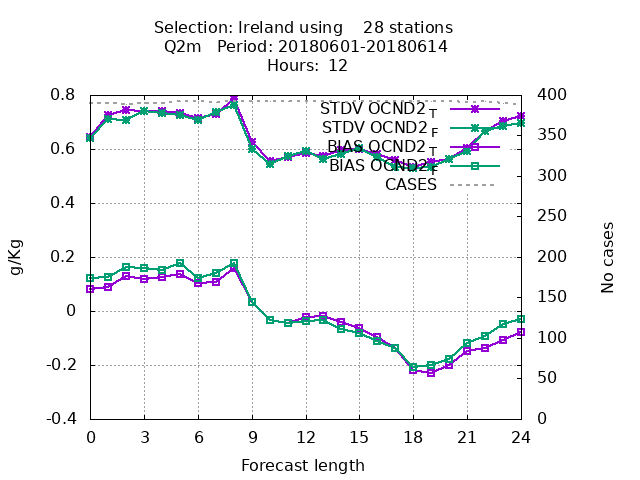 Selection: Ireland using    28 stations
Q2m   Period: 20180601-20180614
Hours: 12
STDV OCND2 T
STDV OCND2 F
BIAS OCND2 T
BIAS OCND2 F
CASES
0.8
0.6
0.4
0.2
0
-0.2
-0.4
g/Kg
400
350
300
250
200
150
100
50
0
No cases
0 3 6 9 12 15 18 21 24
Forecast length